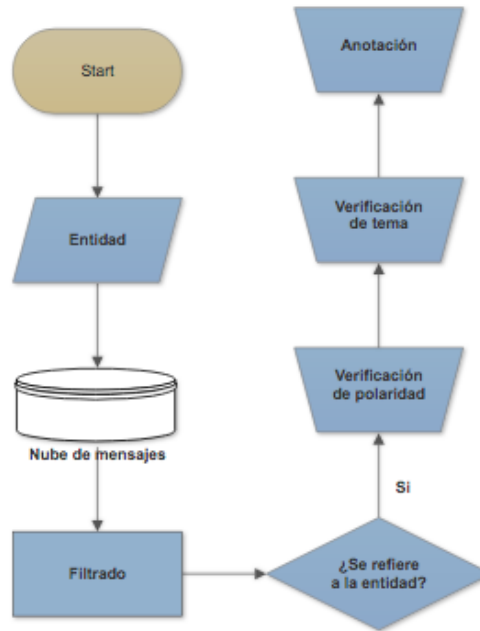 Start
Entidad
Nube de mensajes
Filtrado
¿Se refiere
a la entidad?
Si
Verificación
de polaridad
Verificación
de tema
Anotación